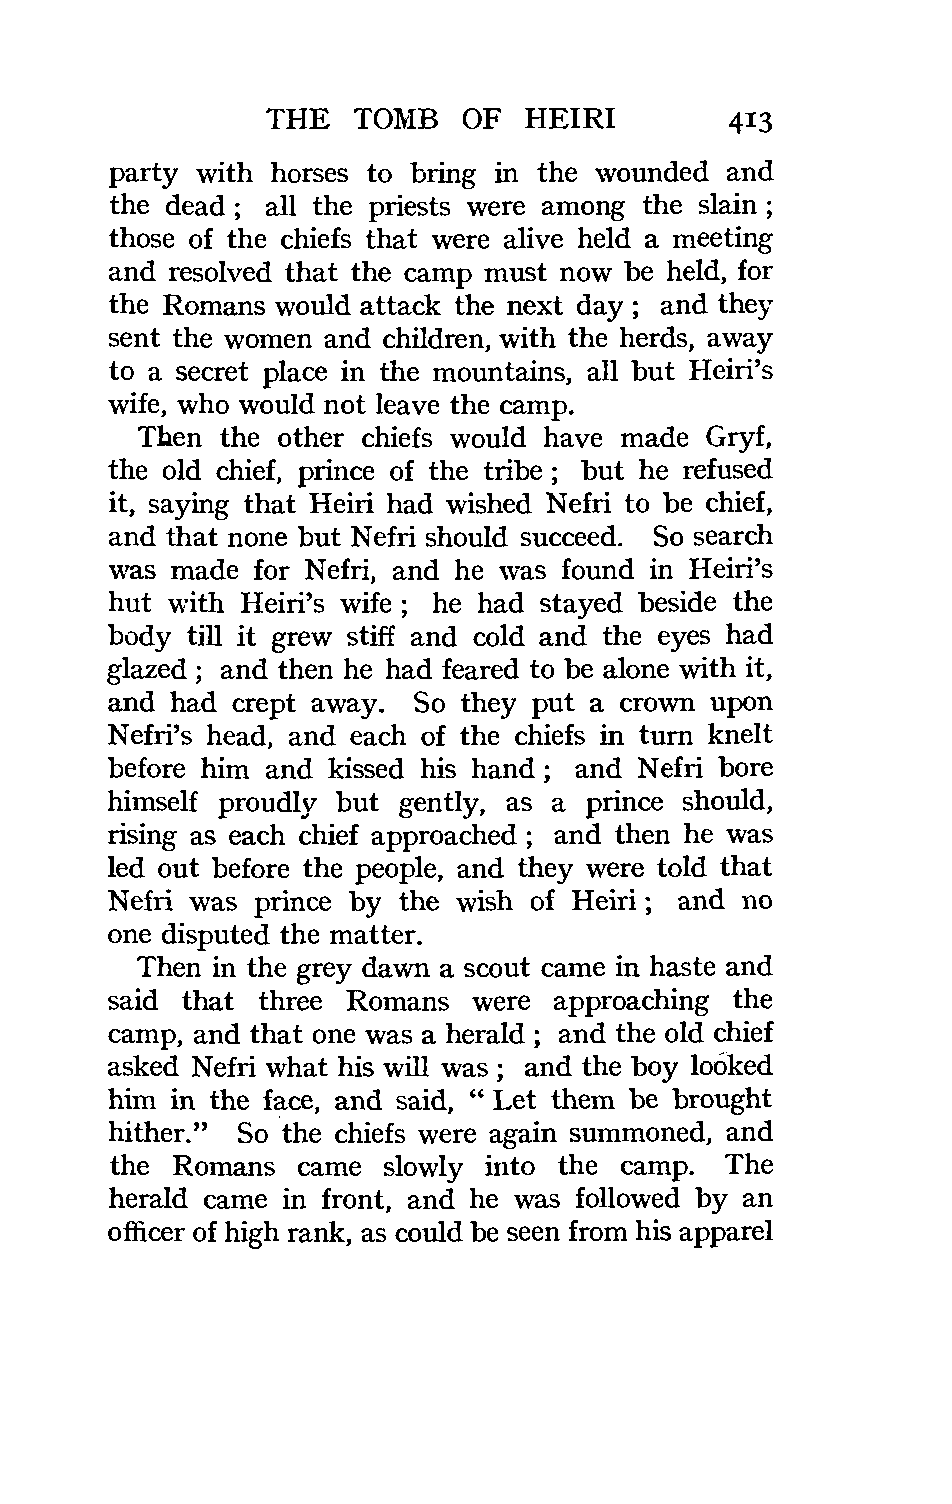 THE TOMB OF HEIRI 413
party with horses to bring in the wounded and
the dead ; all the priests were among the slain ;
those of the chiefs that were alive held a meeting
and resolved that the camp must now be held, for
the Romans would attack the next day ; and they
sent the women and children, with the herds, away
to a secret place in the mountains, all but Heiri's
wife, who would not leave the camp.
Then the other chiefs would have made Gryf,
the old chief, prince of the tribe ; but he refused
it, saying that Heiri had wished Nefri to be chief,
and that none but Nefri should succeed. So search
was made for Nefri, and he was found in Heiri's
hut with Heiri's wife ; he had stayed beside the
body till it grew stiff and cold and the eyes had
glazed ; and then he had feared to be alone with it,
and had crept away. So they put a crown upon
Nefri's head, and each of the chiefs in turn knelt
before him and kissed his hand ; and Nefri bore
himself proudly but gently, as a prince should,
rising as each chief approached ; and then he was
led out before the people, and they were told that
Nefri was prince by the wish of Heiri ; and no
one disputed the matter.
Then in the grey dawn a scout came in haste and
said that three Romans were approaching the
camp, and that one was a herald ; and the old chief
asked Nefri what his will was ; and the boy looked
him in the face, and said, " Let them be brought
hither." So the chiefs were again summoned, and
the Romans came slowly into the camp. The
herald came in front, and he was followed by an
officer of high rank, as could be seen from his apparel